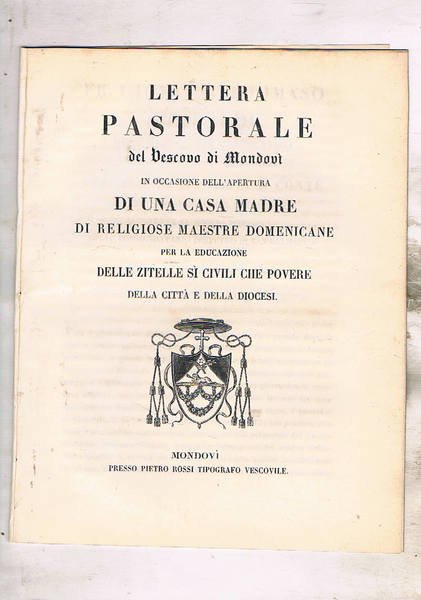 LETTERA
PASTORALE
del Vescovo di Mondovì
IN OCCASIONE DELL'APERTURA
DI UNA CASA MADRE
DI RELIGIOSE MAESTRE DOMENICANE
PER LA EDUCAZIONE
DELLE ZITELLE SÌ CIVILI CHE POVERE
DELLA CITTÀ E DELLA DIOCESI.
MONDOVÌ
PRESSO PIETRO ROSSI TIPOGRAFO VESCOVILE.